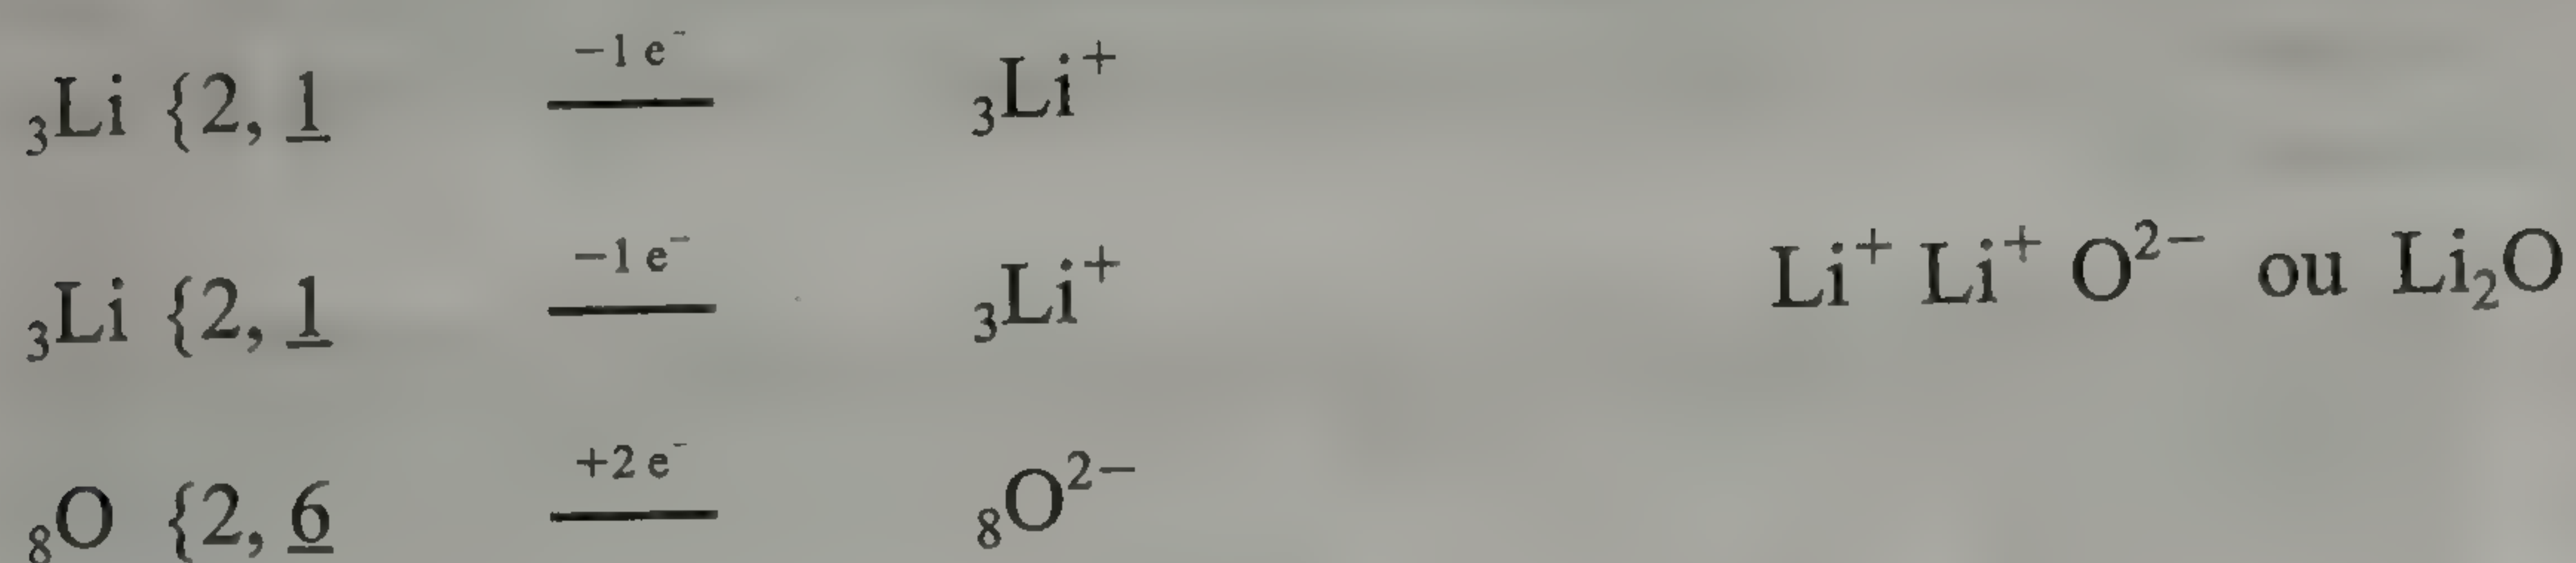 −1 e⁻
₃Li {2, 1 ₃Li⁺
−1 e⁻
₃Li {2, 1 ₃Li⁺ Li⁺ Li⁺ O²⁻ ou Li₂O
+2 e⁻
₈O {2, 6 ₈O²⁻